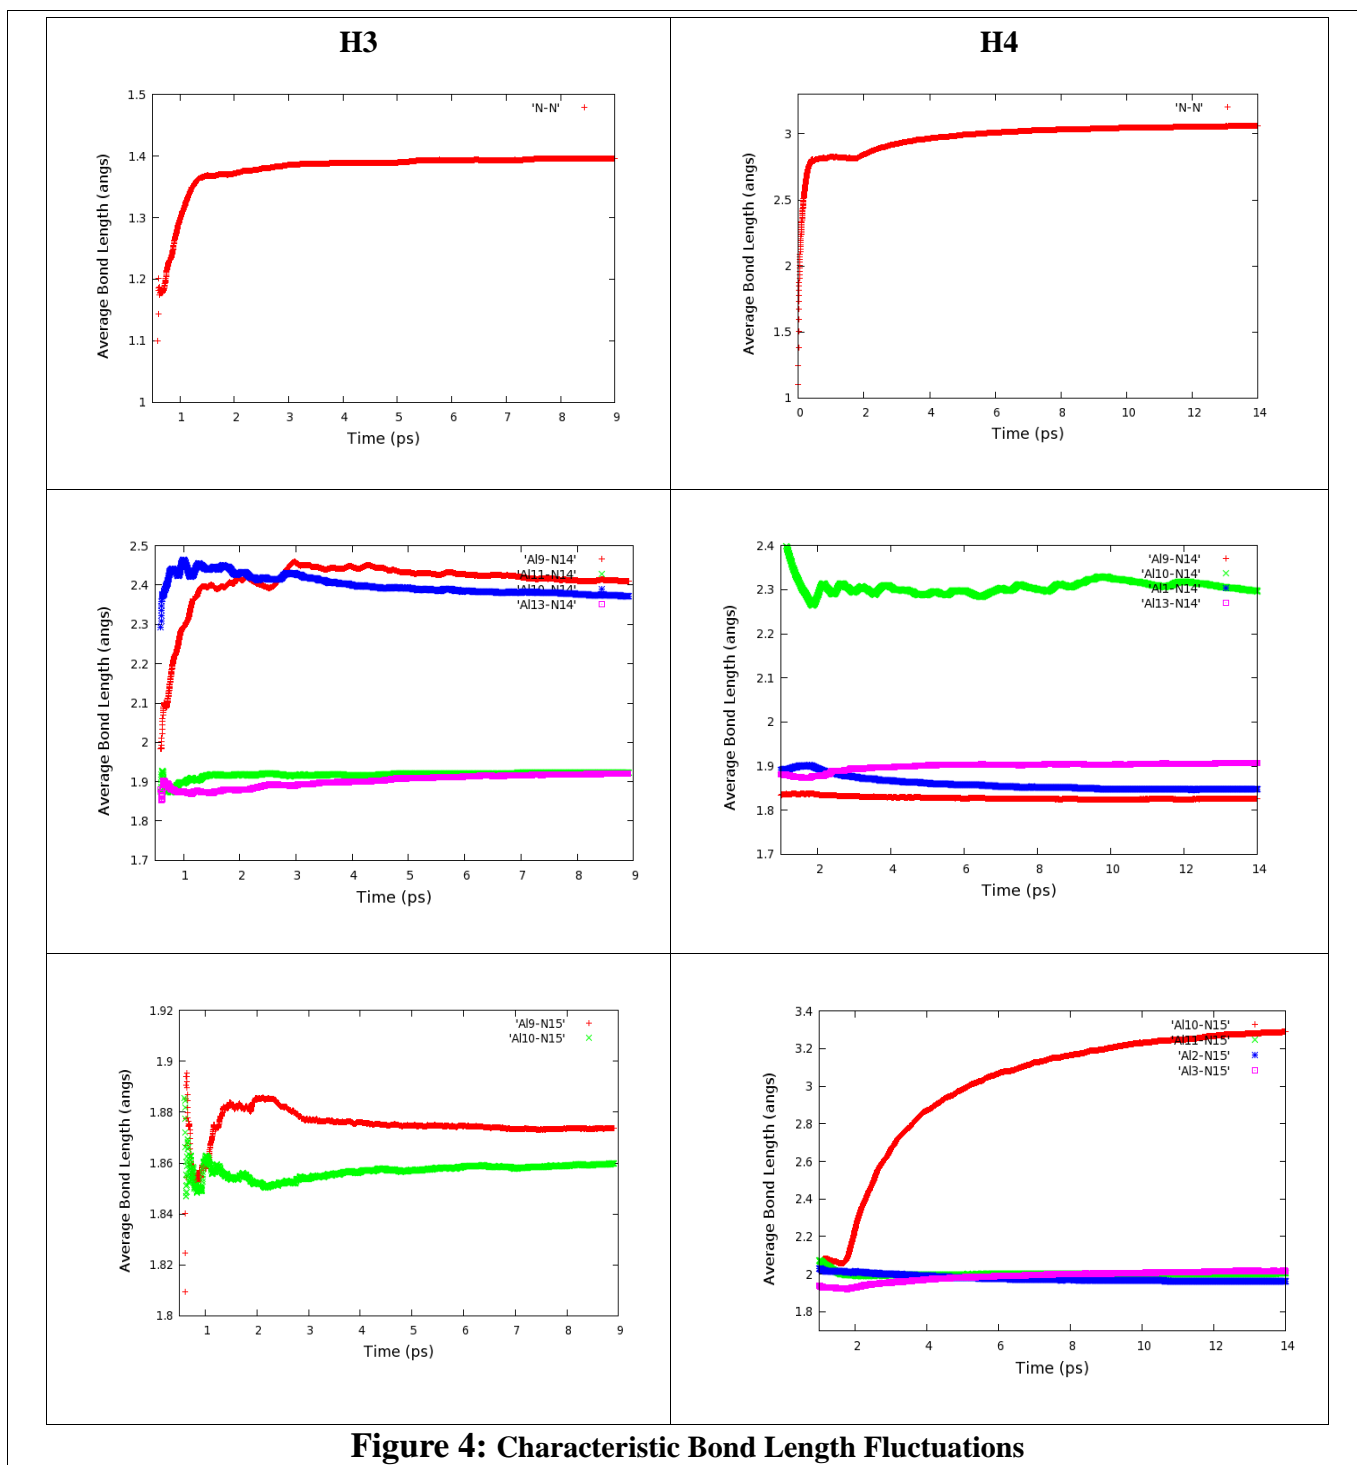 H3
H4
'N-N'
1.5
1.4
1.3
1.2
1.1
1
Average Bond Length (angs)
1 2 3 4 5 6 7 8 9
Time (ps)
'N-N'
3
2.5
2
1.5
1
Average Bond Length (angs)
0 2 4 6 8 10 12 14
Time (ps)
'Al9-N14'
'Al11-N14'
'Al10-N14'
'Al13-N14'
2.5
2.4
2.3
2.2
2.1
2
1.9
1.8
1.7
Average Bond Length (angs)
1 2 3 4 5 6 7 8 9
Time (ps)
'Al9-N14'
'Al10-N14'
'Al1-N14'
'Al13-N14'
2.4
2.3
2.2
2.1
2
1.9
1.8
1.7
Average Bond Length (angs)
2 4 6 8 10 12 14
Time (ps)
'Al9-N15'
'Al10-N15'
1.92
1.9
1.88
1.86
1.84
1.82
1.8
Average Bond Length (angs)
1 2 3 4 5 6 7 8 9
Time (ps)
'Al10-N15'
'Al11-N15'
'Al2-N15'
'Al3-N15'
3.4
3.2
3
2.8
2.6
2.4
2.2
2
1.8
Average Bond Length (angs)
2 4 6 8 10 12 14
Time (ps)
Figure 4: Characteristic Bond Length Fluctuations